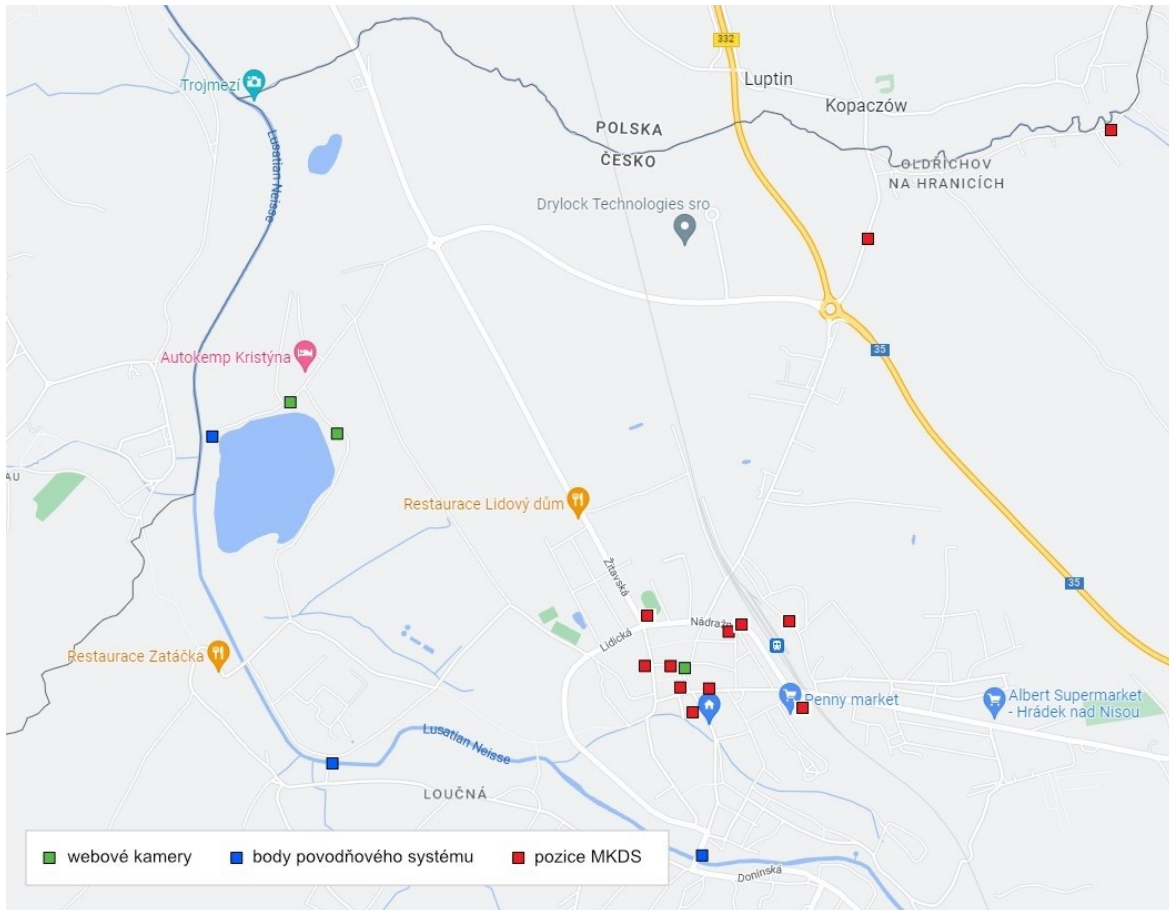 332
Luptin
Trojmezí
Kopaczów
POLSKA
ČESKO
Lusatian Neisse
OLDŘICHOV
NA HRANICÍCH
Drylock Technologies sro
35
Autokemp Kristýna
AU
Restaurace Lidový dům
Žitavská
35
Nádražn
Lidická
Restaurace Zatáčka
Penny market
Albert Supermarket
- Hrádek nad Nisou
Lusatian Neisse
LOUČNÁ
webové kamery
body povodňového systému
pozice MKDS
Donínská